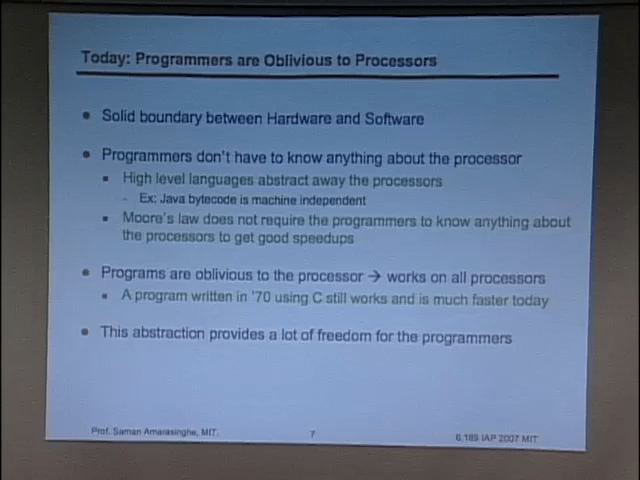 Today: Programmers are Oblivious to Processors
• Solid boundary between Hardware and Software
• Programmers don't have to know anything about the processor
▪ High level languages abstract away the processors
- Ex: Java bytecode is machine independent
▪ Moore's law does not require the programmers to know anything about
the processors to get good speedups
• Programs are oblivious to the processor → works on all processors
▪ A program written in '70 using C still works and is much faster today
• This abstraction provides a lot of freedom for the programmers
Prof. Saman Amarasinghe, MIT.
7
6.189 IAP 2007 MIT